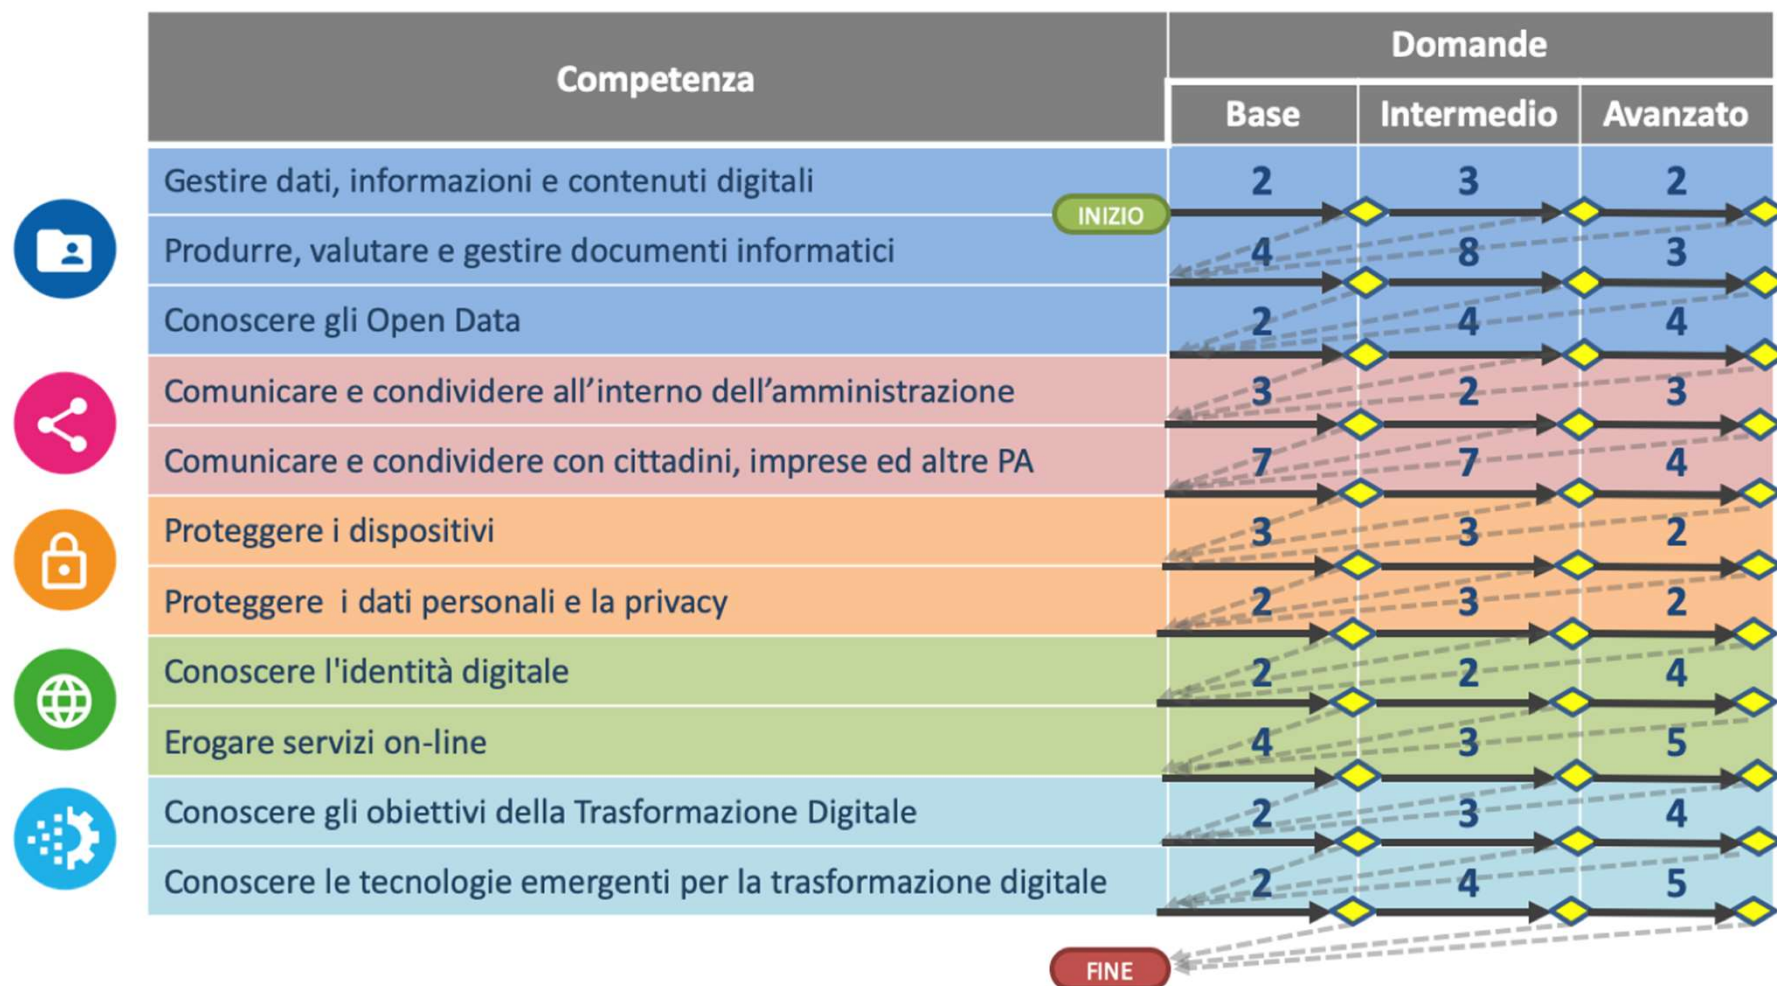 Competenza
Domande
Base Intermedio Avanzato
Gestire dati, informazioni e contenuti digitali 2 3 2
INIZIO
Produrre, valutare e gestire documenti informatici 4 8 3
Conoscere gli Open Data 2 4 4
Comunicare e condividere all’interno dell’amministrazione 3 2 3
Comunicare e condividere con cittadini, imprese ed altre PA 7 7 4
Proteggere i dispositivi 3 3 2
Proteggere i dati personali e la privacy 2 3 2
Conoscere l'identità digitale 2 2 4
Erogare servizi on-line 4 3 5
Conoscere gli obiettivi della Trasformazione Digitale 2 3 4
Conoscere le tecnologie emergenti per la trasformazione digitale 2 4 5
FINE